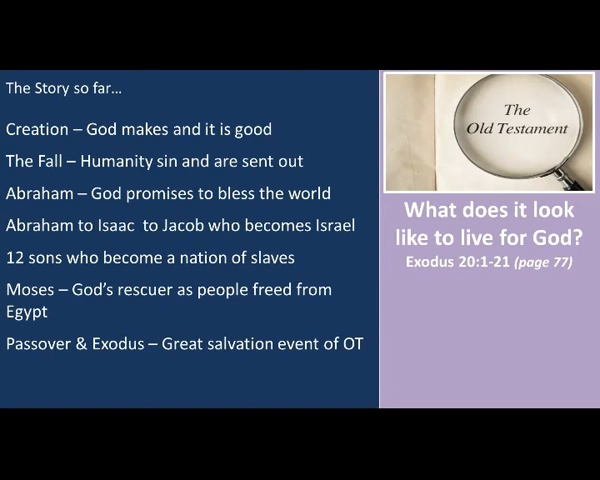 The Story so far...
Creation – God makes and it is good
The Fall – Humanity sin and are sent out
Abraham – God promises to bless the world
Abraham to Isaac  to Jacob who becomes Israel
12 sons who become a nation of slaves
Moses – God's rescuer as people freed from
Egypt
Passover & Exodus – Great salvation event of OT
The
Old Testament
What does it look
like to live for God?
Exodus 20:1-21 (page 77)